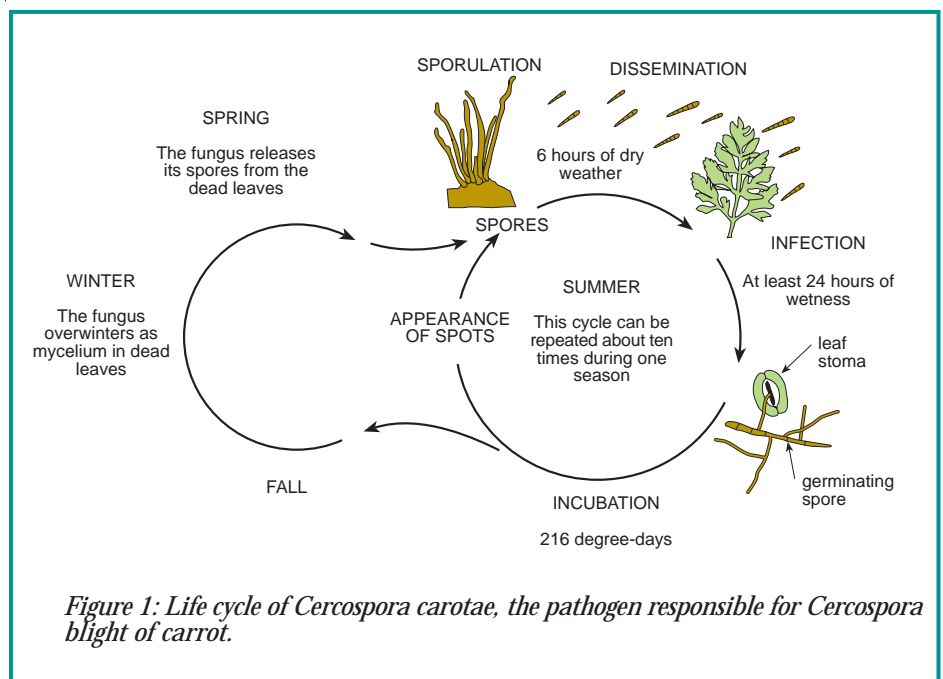 SPORULATION
DISSEMINATION
SPRING
The fungus releases
its spores from the
dead leaves
6 hours of dry
weather
SPORES
INFECTION
At least 24 hours of
wetness
WINTER
The fungus
overwinters as
mycelium in dead
leaves
APPEARANCE
OF SPOTS
SUMMER
This cycle can be
repeated about ten
times during one
season
leaf
stoma
germinating
spore
FALL
INCUBATION
216 degree-days
Figure 1: Life cycle of Cercospora carotae, the pathogen responsible for Cercospora
blight of carrot.